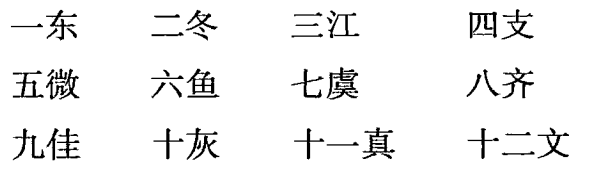 一东 二冬 三江 四支
五微 六鱼 七虞 八齐
九佳 十灰 十一真 十二文